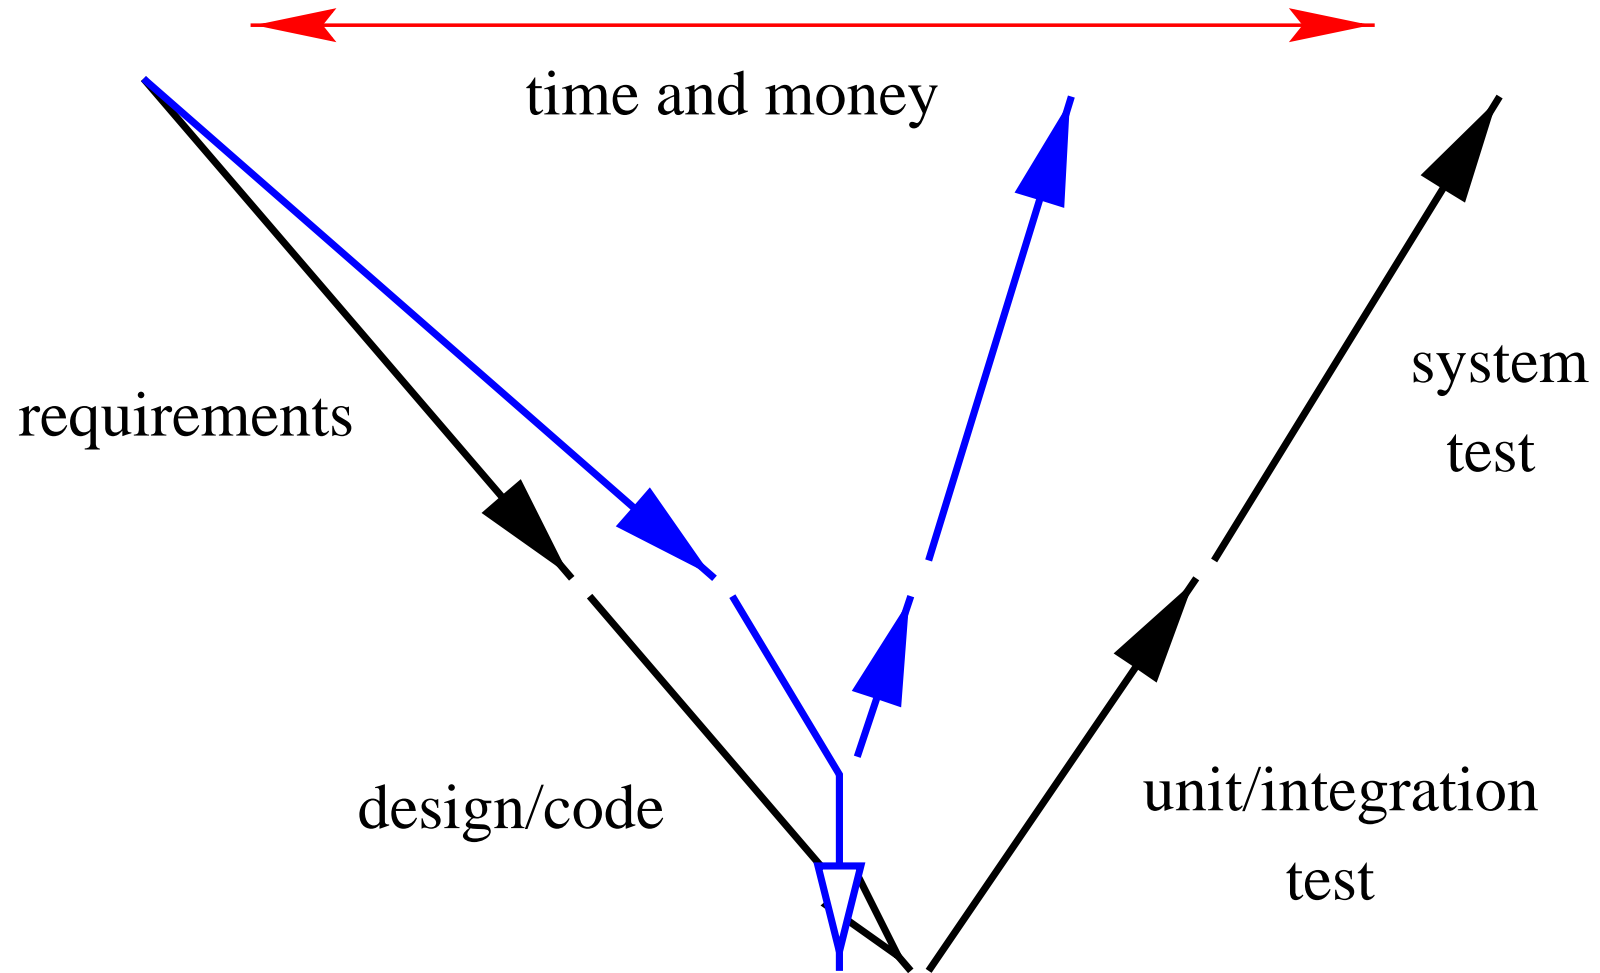 time and money
requirements
system
test
design/code
unit/integration
test